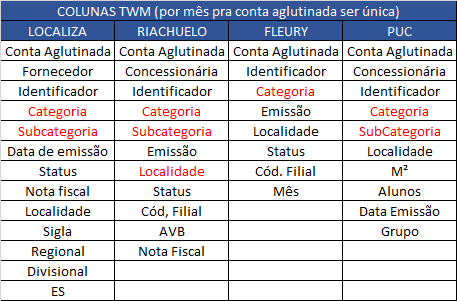 COLUNAS TWM (por mês pra conta aglutinada ser única)
LOCALIZA RIACHUELO FLEURY PUC
Conta Aglutinada Conta Aglutinada Conta Aglutinada Conta Aglutinada
Fornecedor Concessionária Identificador Concessionária
Identificador Identificador Categoria Identificador
Categoria Categoria Emissão Categoria
Subcategoria Subcategoria Localidade SubCategoria
Data de emissão Emissão Status Localidade
Status Localidade Cód. Filial M²
Nota fiscal Status Mês Alunos
Localidade Cód, Filial Data Emissão
Sigla AVB Grupo
Regional Nota Fiscal
Divisional
ES